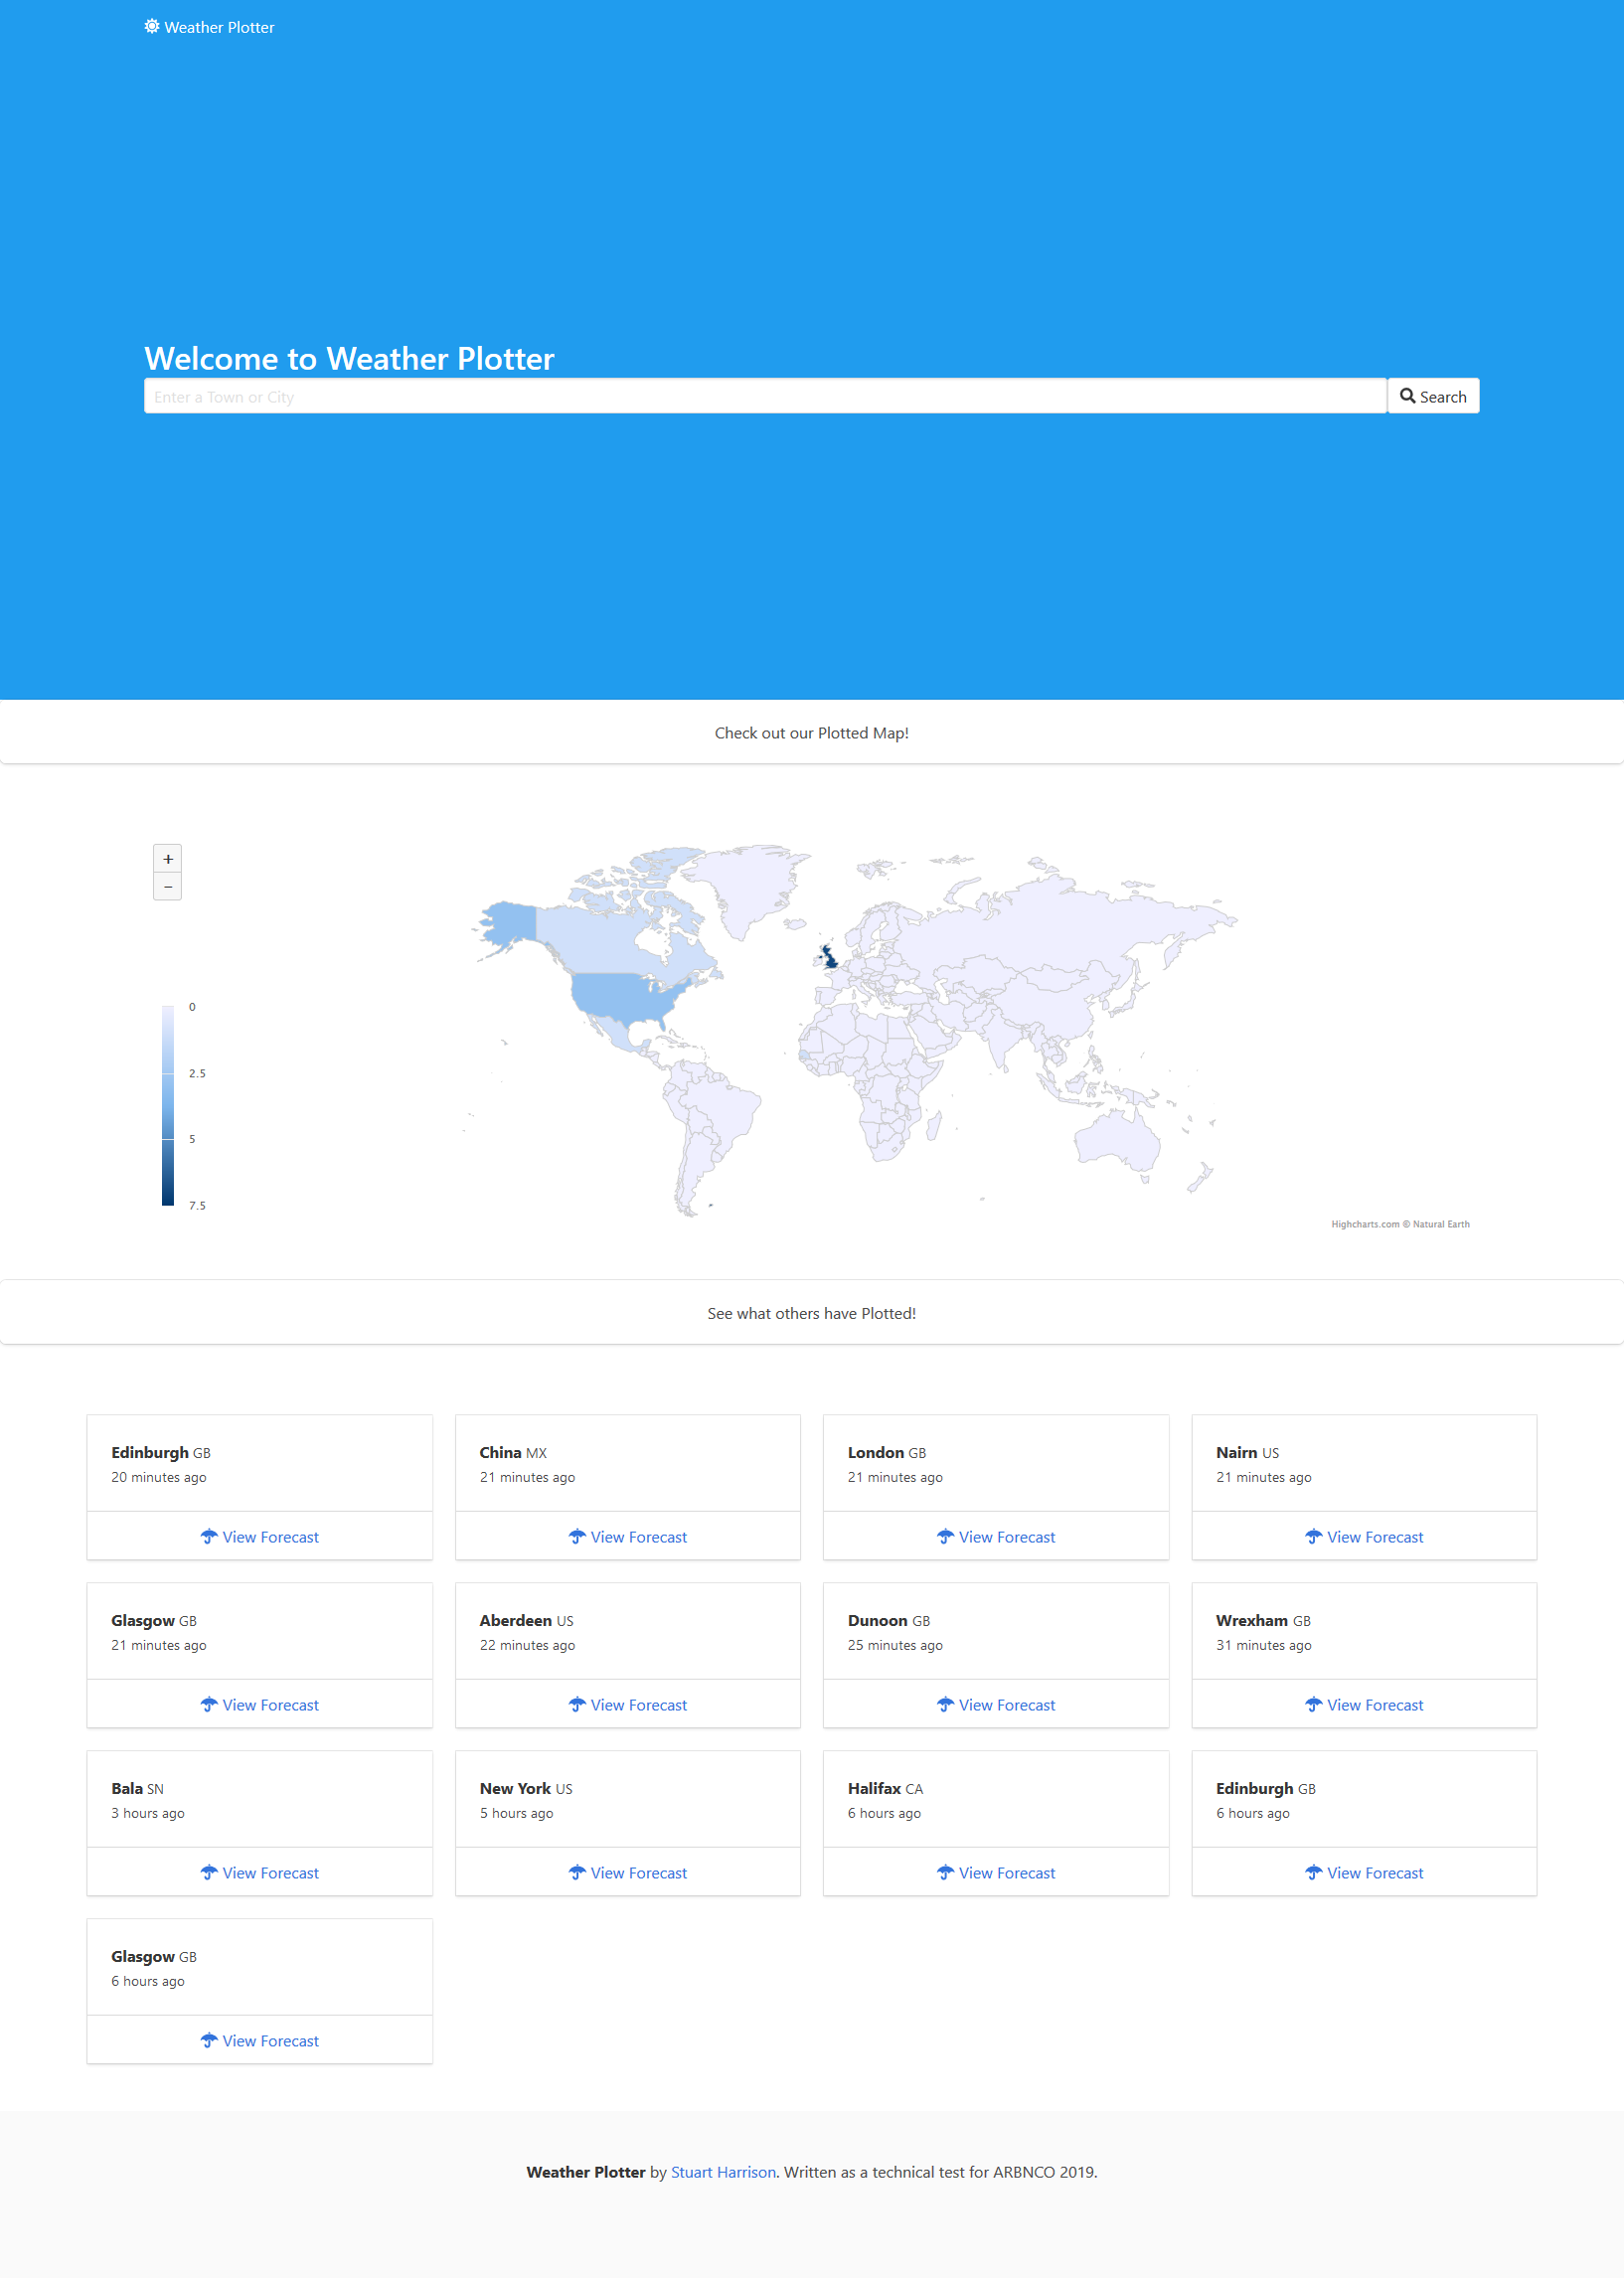 Weather Plotter
Welcome to Weather Plotter
Enter a Town or City
Search
Check out our Plotted Map!
+
−
0
2.5
5
7.5
Highcharts.com © Natural Earth
See what others have Plotted!
Edinburgh GB
20 minutes ago
View Forecast
China MX
21 minutes ago
View Forecast
London GB
21 minutes ago
View Forecast
Nairn US
21 minutes ago
View Forecast
Glasgow GB
21 minutes ago
View Forecast
Aberdeen US
22 minutes ago
View Forecast
Dunoon GB
25 minutes ago
View Forecast
Wrexham GB
31 minutes ago
View Forecast
Bala SN
3 hours ago
View Forecast
New York US
5 hours ago
View Forecast
Halifax CA
6 hours ago
View Forecast
Edinburgh GB
6 hours ago
View Forecast
Glasgow GB
6 hours ago
View Forecast
Weather Plotter by Stuart Harrison. Written as a technical test for ARBNCO 2019.